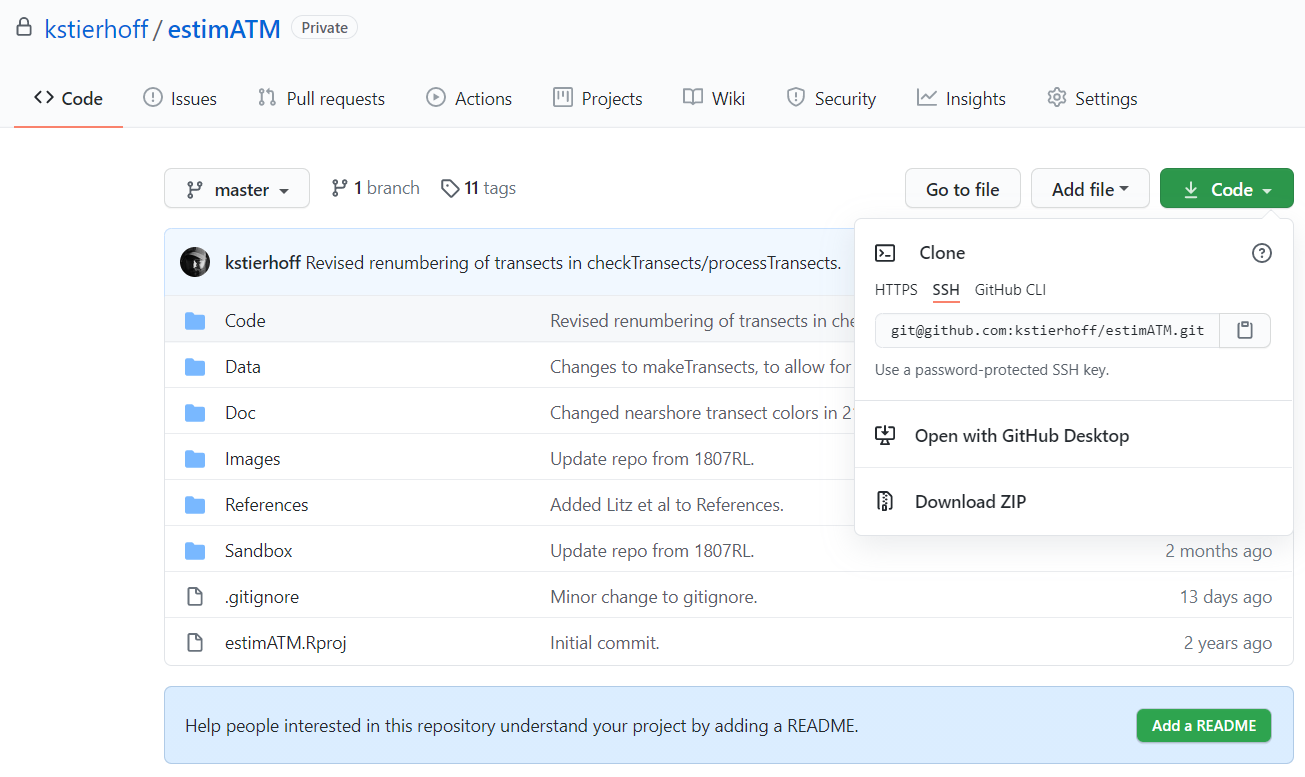 kstierhoff / estimATM Private
Code Issues Pull requests Actions Projects Wiki Security Insights Settings
master 1 branch 11 tags Go to file Add file Code
kstierhoff Revised renumbering of transects in checkTransects/processTransects.
Clone
HTTPS SSH GitHub CLI
git@github.com:kstierhoff/estimATM.git
Use a password-protected SSH key.
Open with GitHub Desktop
Download ZIP
Code Revised renumbering of transects in che
Data Changes to makeTransects, to allow for
Doc Changed nearshore transect colors in 2
Images Update repo from 1807RL.
References Added Litz et al to References.
Sandbox Update repo from 1807RL. 2 months ago
.gitignore Minor change to gitignore. 13 days ago
estimATM.Rproj Initial commit. 2 years ago
Help people interested in this repository understand your project by adding a README. Add a README